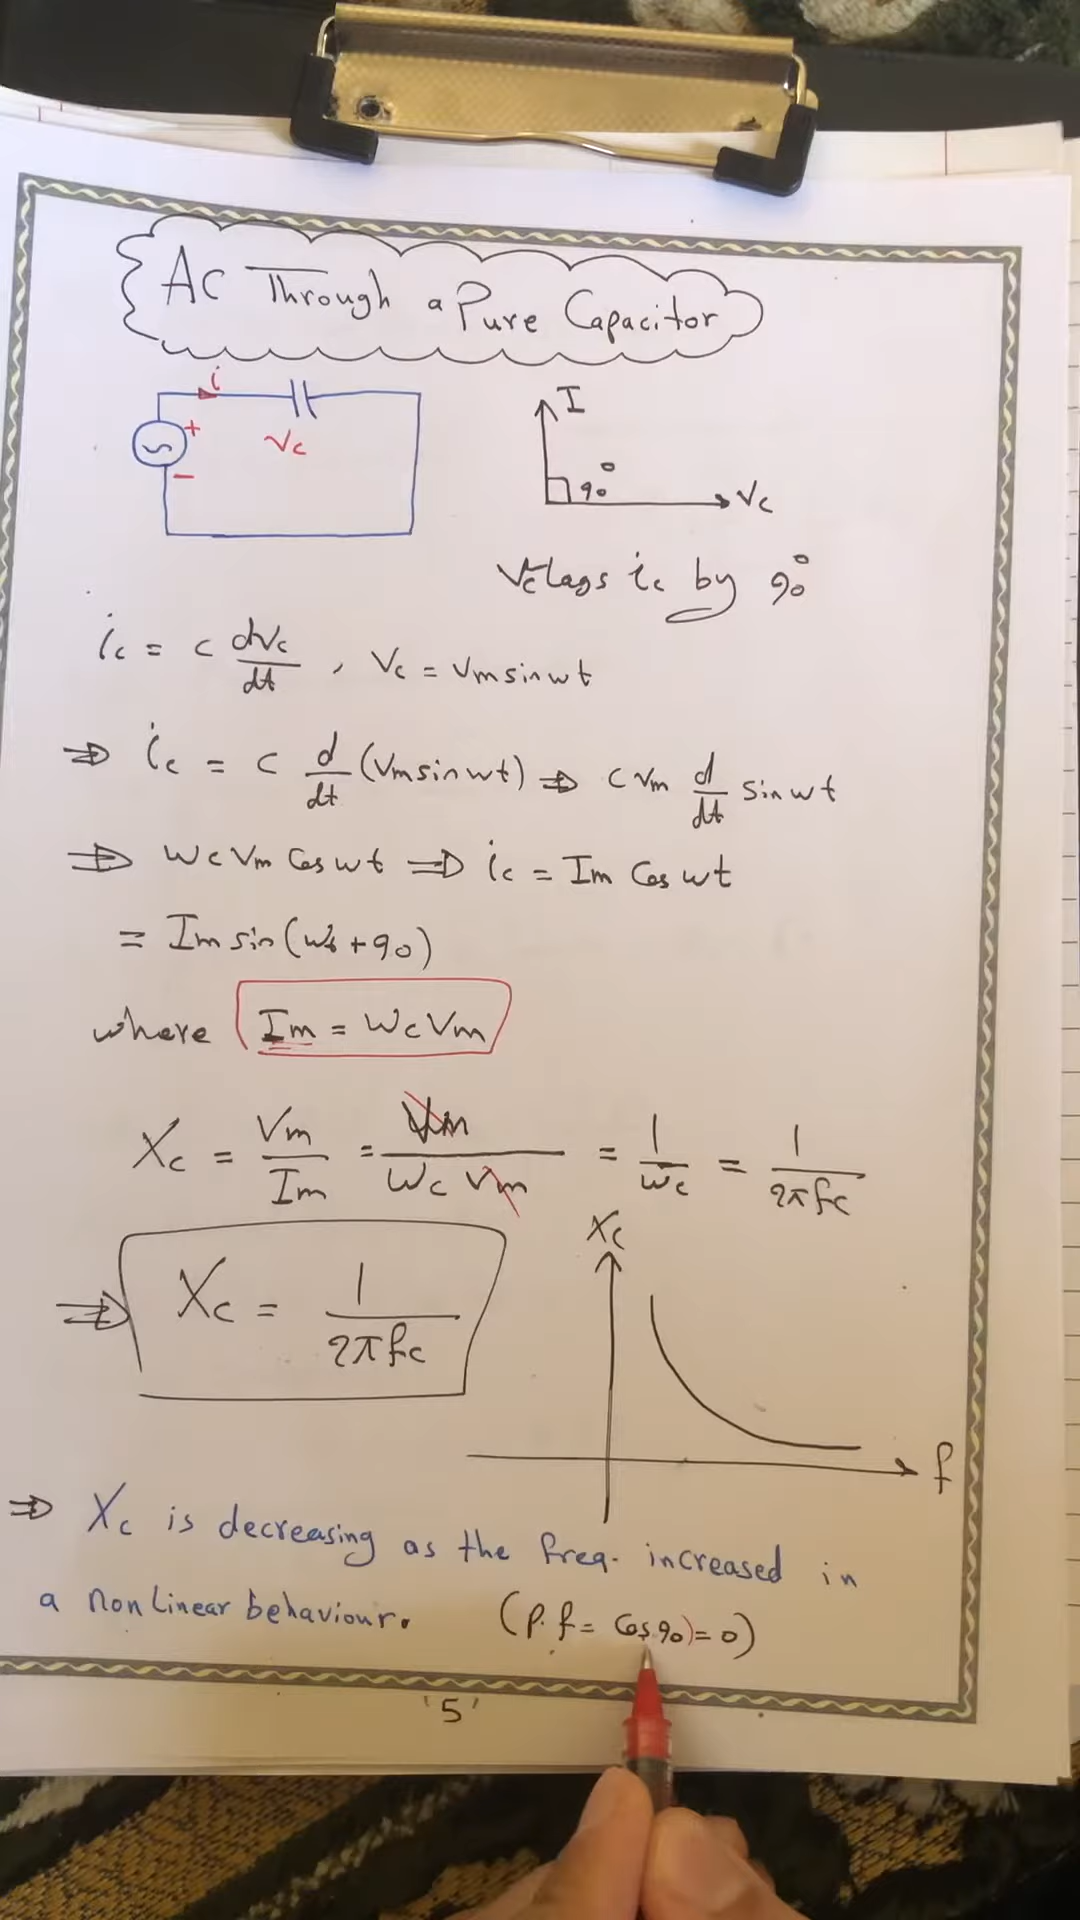 Ac Through a Pure Capacitor
i
+
Vc
-
I
90°
Vc
Vc lags ic by 90°
ic = c dVc/dt , Vc = Vm sin wt
⇒ ic = c d/dt (Vm sin wt) ⇒ c Vm d/dt sin wt
⇒ wc Vm Cos wt ⇒ ic = Im Cos wt
= Im sin (wt + 90)
where Im = wc Vm
Xc = Vm/Im = Vm/wc Vm = 1/wc = 1/2πfc
⇒ Xc = 1/2πfc
Xc
f
⇒ Xc is decreasing as the freq. increased in
a non Linear behaviour. (p.f = Cos 90) = 0)
'5'